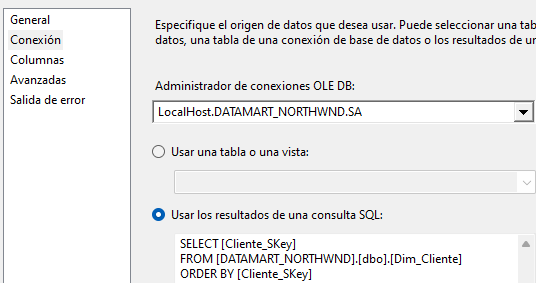 General
Conexión
Columnas
Avanzadas
Salida de error
Especifique el origen de datos que desea usar. Puede seleccionar una tab
datos, una tabla de una conexión de base de datos o los resultados de un
Administrador de conexiones OLE DB:
LocalHost.DATAMART_NORTHWND.SA
Usar una tabla o una vista:
Usar los resultados de una consulta SQL:
SELECT [Cliente_SKey]
FROM [DATAMART_NORTHWND].[dbo].[Dim_Cliente]
ORDER BY [Cliente_SKey]